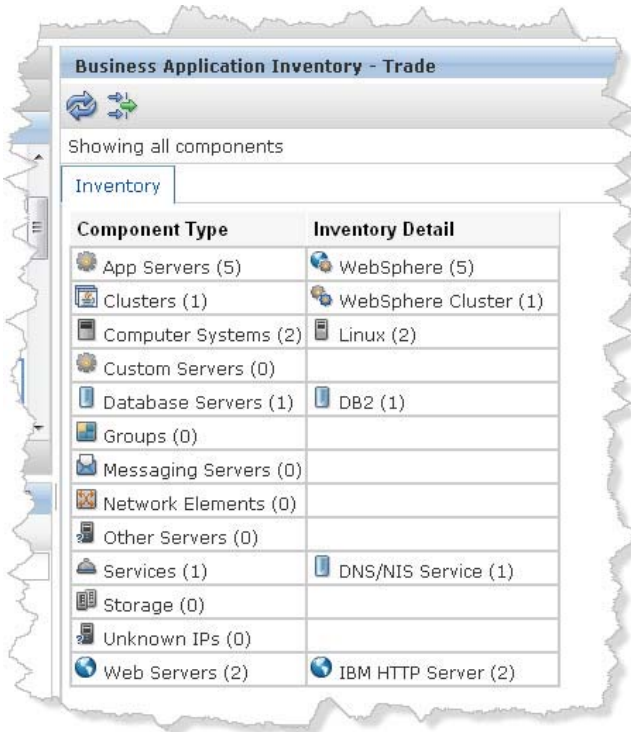 Business Application Inventory - Trade
Showing all components
Inventory
Component Type Inventory Detail
App Servers (5) WebSphere (5)
Clusters (1) WebSphere Cluster (1)
Computer Systems (2) Linux (2)
Custom Servers (0)
Database Servers (1) DB2 (1)
Groups (0)
Messaging Servers (0)
Network Elements (0)
Other Servers (0)
Services (1) DNS/NIS Service (1)
Storage (0)
Unknown IPs (0)
Web Servers (2) IBM HTTP Server (2)